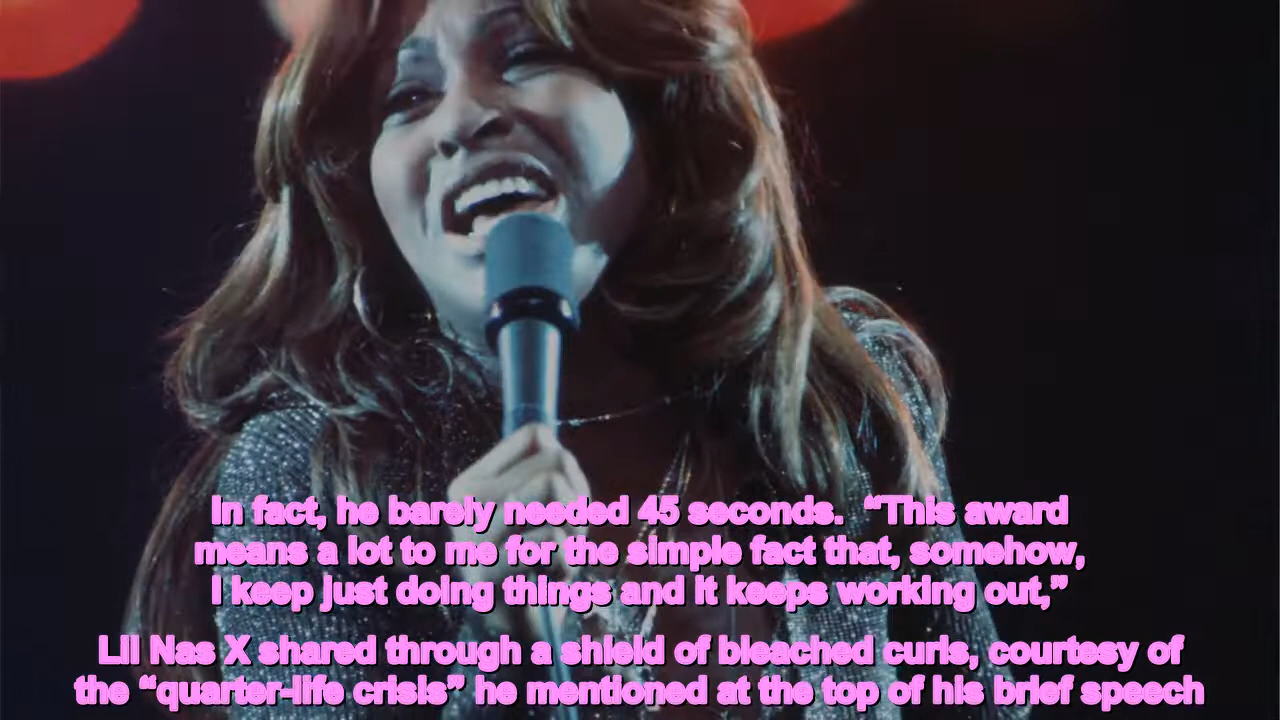 In fact, he barely needed 45 seconds.  “This award
means a lot to me for the simple fact that, somehow,
I keep just doing things and it keeps working out,”
Lil Nas X shared through a shield of bleached curls, courtesy of
the “quarter-life crisis” he mentioned at the top of his brief speech